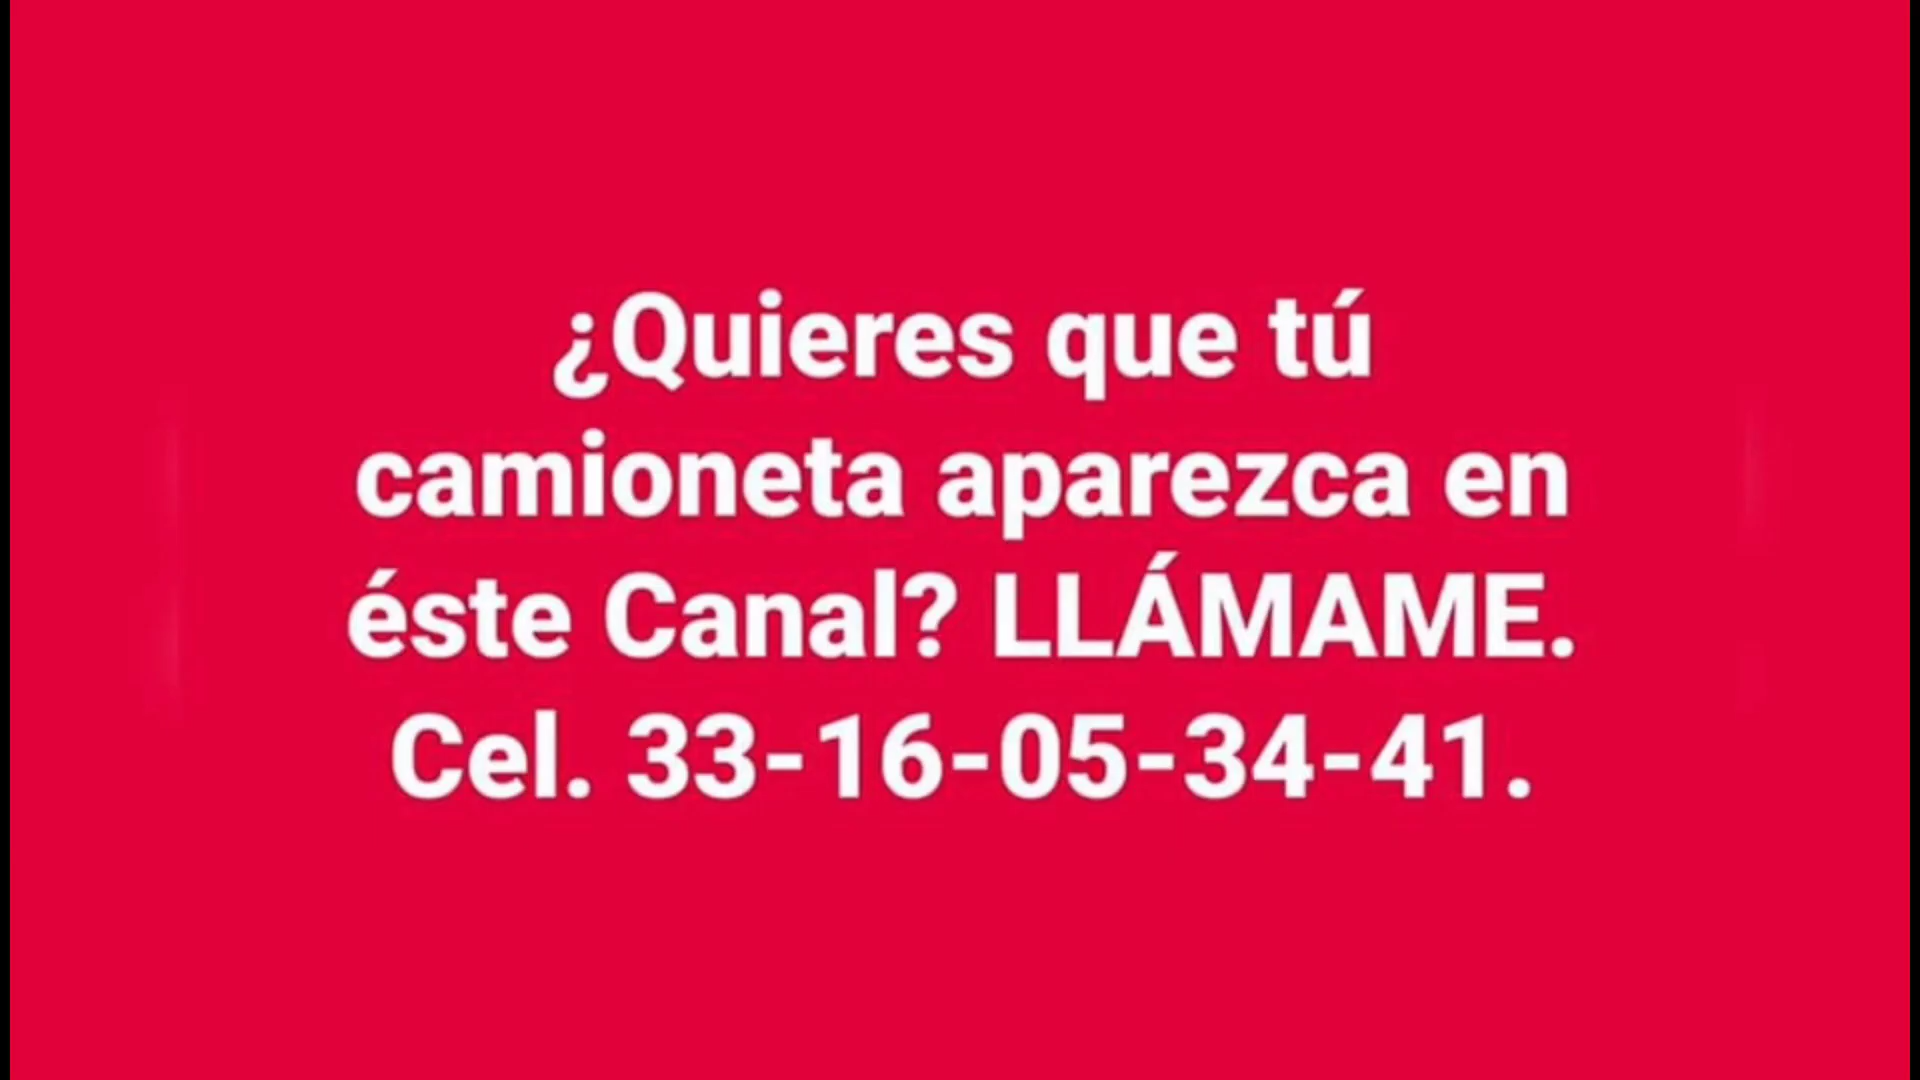 ¿Quieres que tú
camioneta aparezca en
éste Canal? LLÁMAME.
Cel. 33-16-05-34-41.